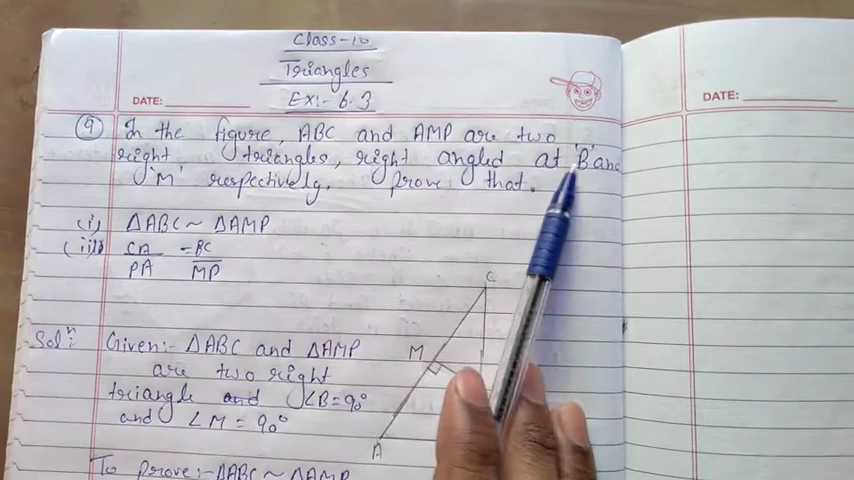 Class-10
Triangles
Ex:- 6.3
DATE:
DATE:
9 In the figure, ABC and AMP are two
right triangles, right angled at 'B' and
'M' respectively. Prove that.
(i) ΔABC ~ ΔAMP
(ii) CA = BC
PA MP
C
M
A
Solⁿ: Given:- ΔABC and ΔAMP
are two right
triangle and ∠B = 90°
and ∠M = 90°
To prove:- ΔABC ~ ΔAMP